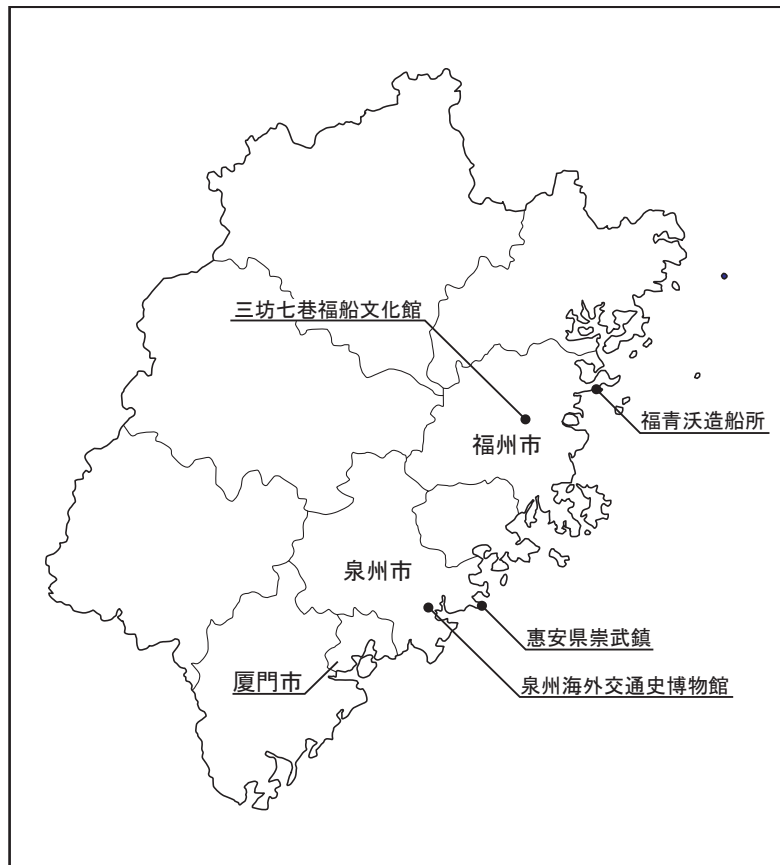 三坊七巷福船文化館
福青沃造船所
福州市
泉州市
惠安県崇武鎮
厦門市
泉州海外交通史博物館